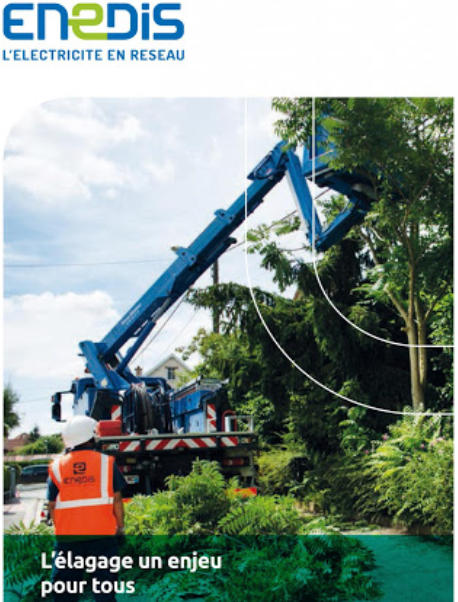 ENEDIS
L'ELECTRICITE EN RESEAU
ENEDIS
L'élagage un enjeu
pour tous